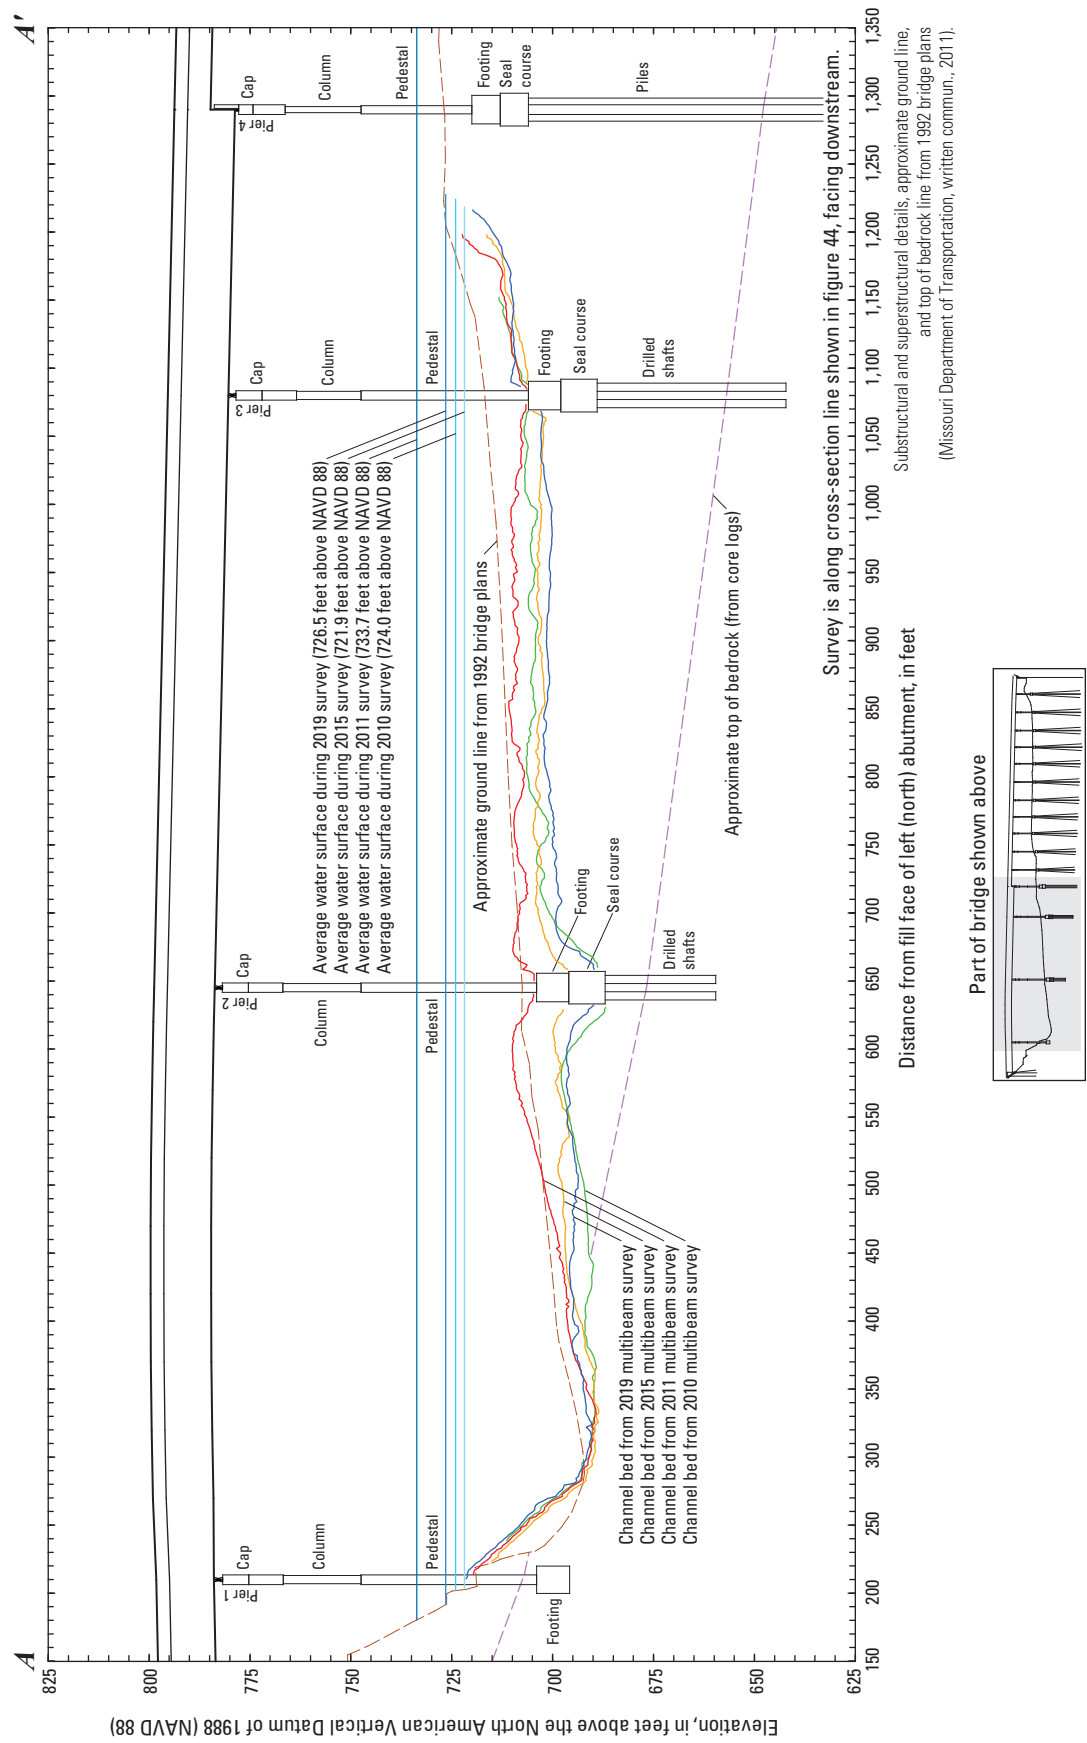 A
A'
Elevation, in feet above the North American Vertical Datum of 1988 (NAVD 88)
825
800
775
750
725
700
675
650
625
Pier 1
Cap
Column
Pedestal
Footing
Pier 2
Cap
Column
Pedestal
Footing
Seal course
Drilled
shafts
Pier 3
Cap
Column
Pedestal
Footing
Seal course
Drilled
shafts
Pier 4
Cap
Column
Pedestal
Footing
Seal
course
Piles
Average water surface during 2019 survey (726.5 feet above NAVD 88)
Average water surface during 2015 survey (721.9 feet above NAVD 88)
Average water surface during 2011 survey (733.7 feet above NAVD 88)
Average water surface during 2010 survey (724.0 feet above NAVD 88)
Approximate ground line from 1992 bridge plans
Channel bed from 2019 multibeam survey
Channel bed from 2015 multibeam survey
Channel bed from 2011 multibeam survey
Channel bed from 2010 multibeam survey
Approximate top of bedrock (from core logs)
Survey is along cross-section line shown in figure 44, facing downstream.
150
200
250
300
350
400
450
500
550
600
650
700
750
800
850
900
950
1,000
1,050
1,100
1,150
1,200
1,250
1,300
1,350
Distance from fill face of left (north) abutment, in feet
Substructural and superstructural details, approximate ground line,
and top of bedrock line from 1992 bridge plans
(Missouri Department of Transportation, written commun., 2011).
Part of bridge shown above